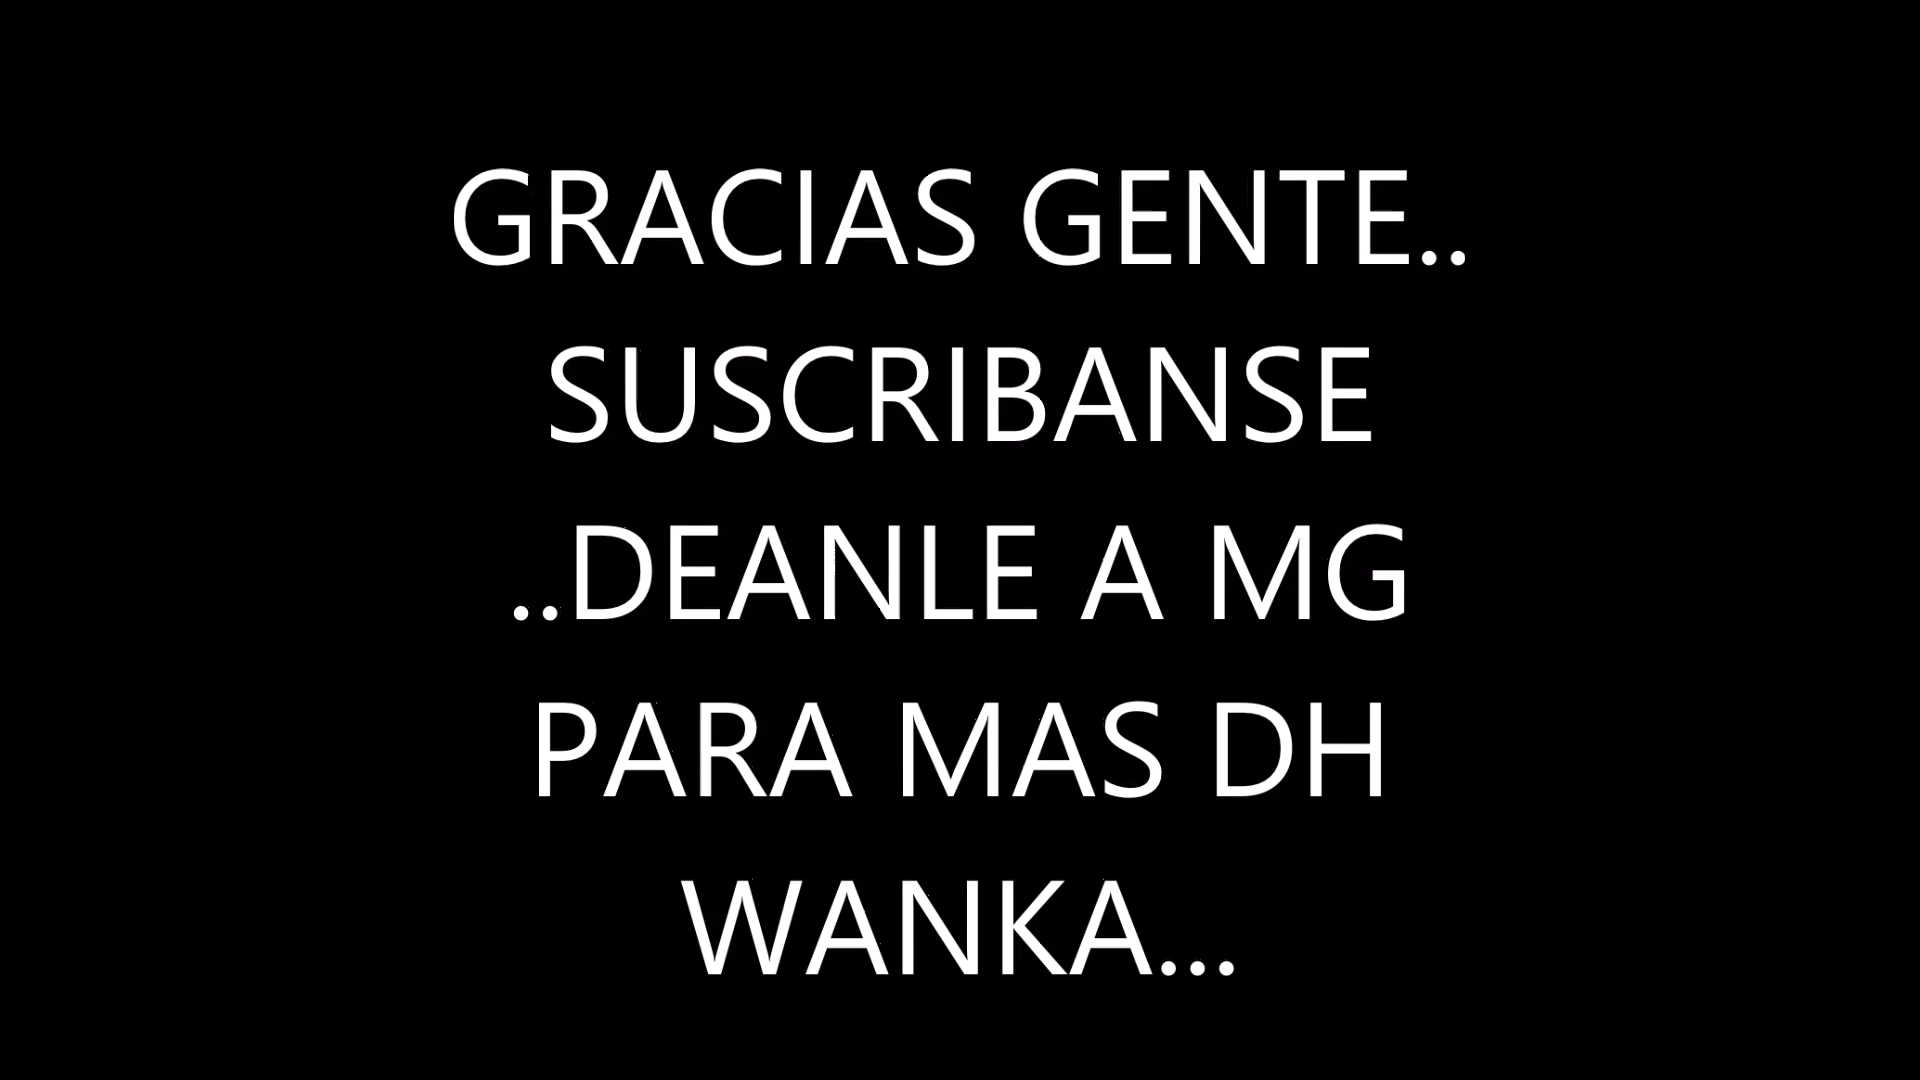 GRACIAS GENTE..
SUSCRIBANSE
..DEANLE A MG
PARA MAS DH
WANKA...